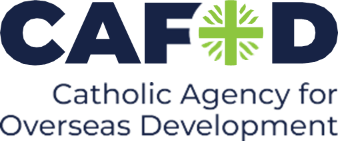 CAFOD
Catholic Agency for
Overseas Development